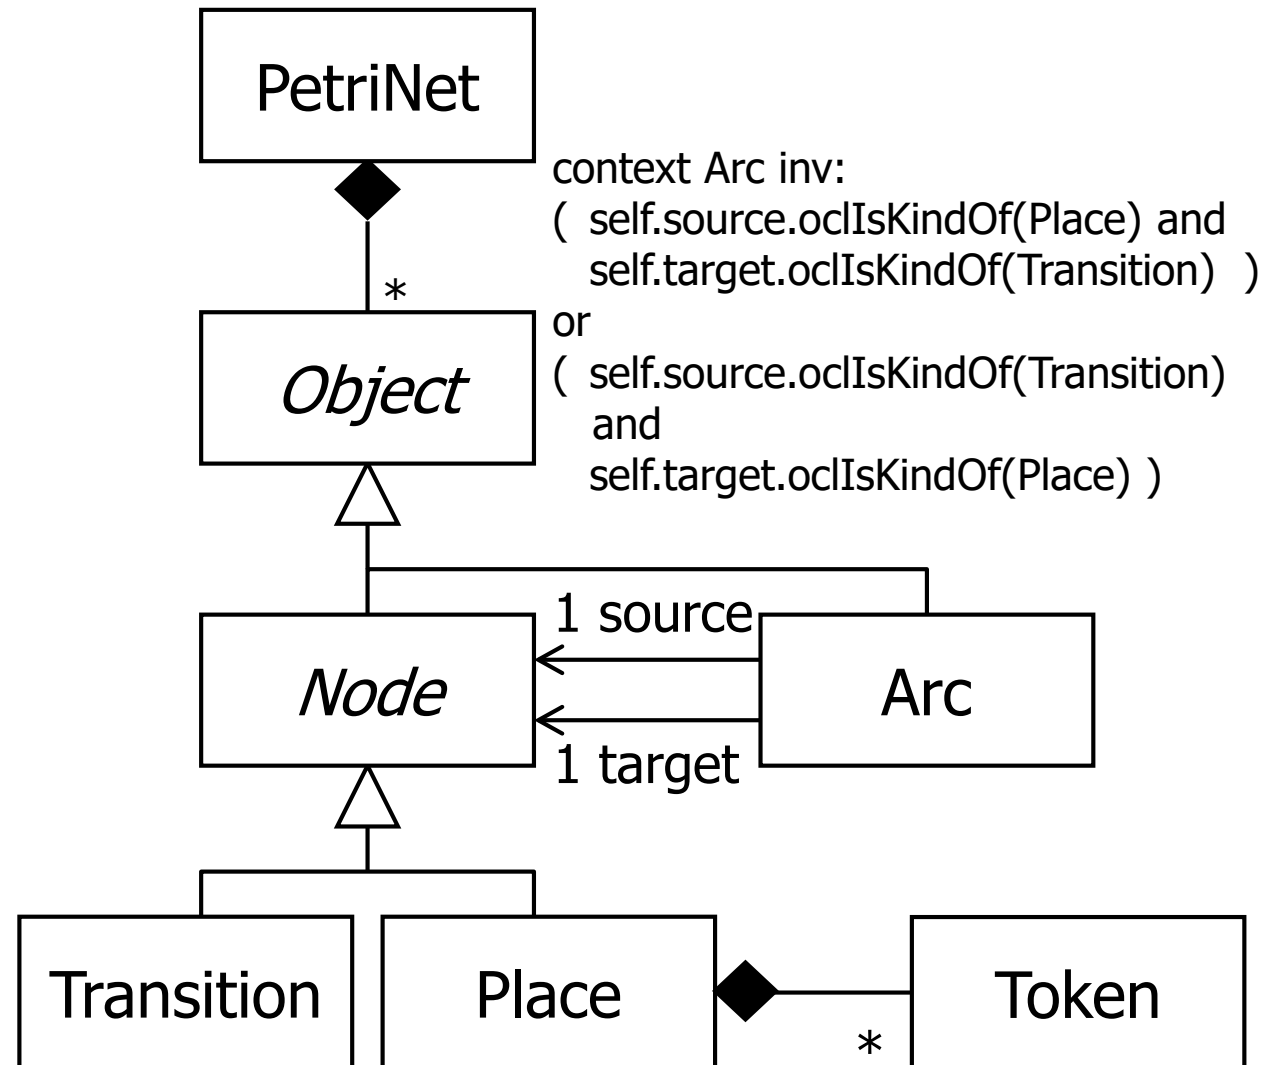 PetriNet
context Arc inv:
( self.source.oclIsKindOf(Place) and
self.target.oclIsKindOf(Transition) )
or
( self.source.oclIsKindOf(Transition)
and
self.target.oclIsKindOf(Place) )
*
Object
1 source
Node
Arc
1 target
Transition
Place
Token
*